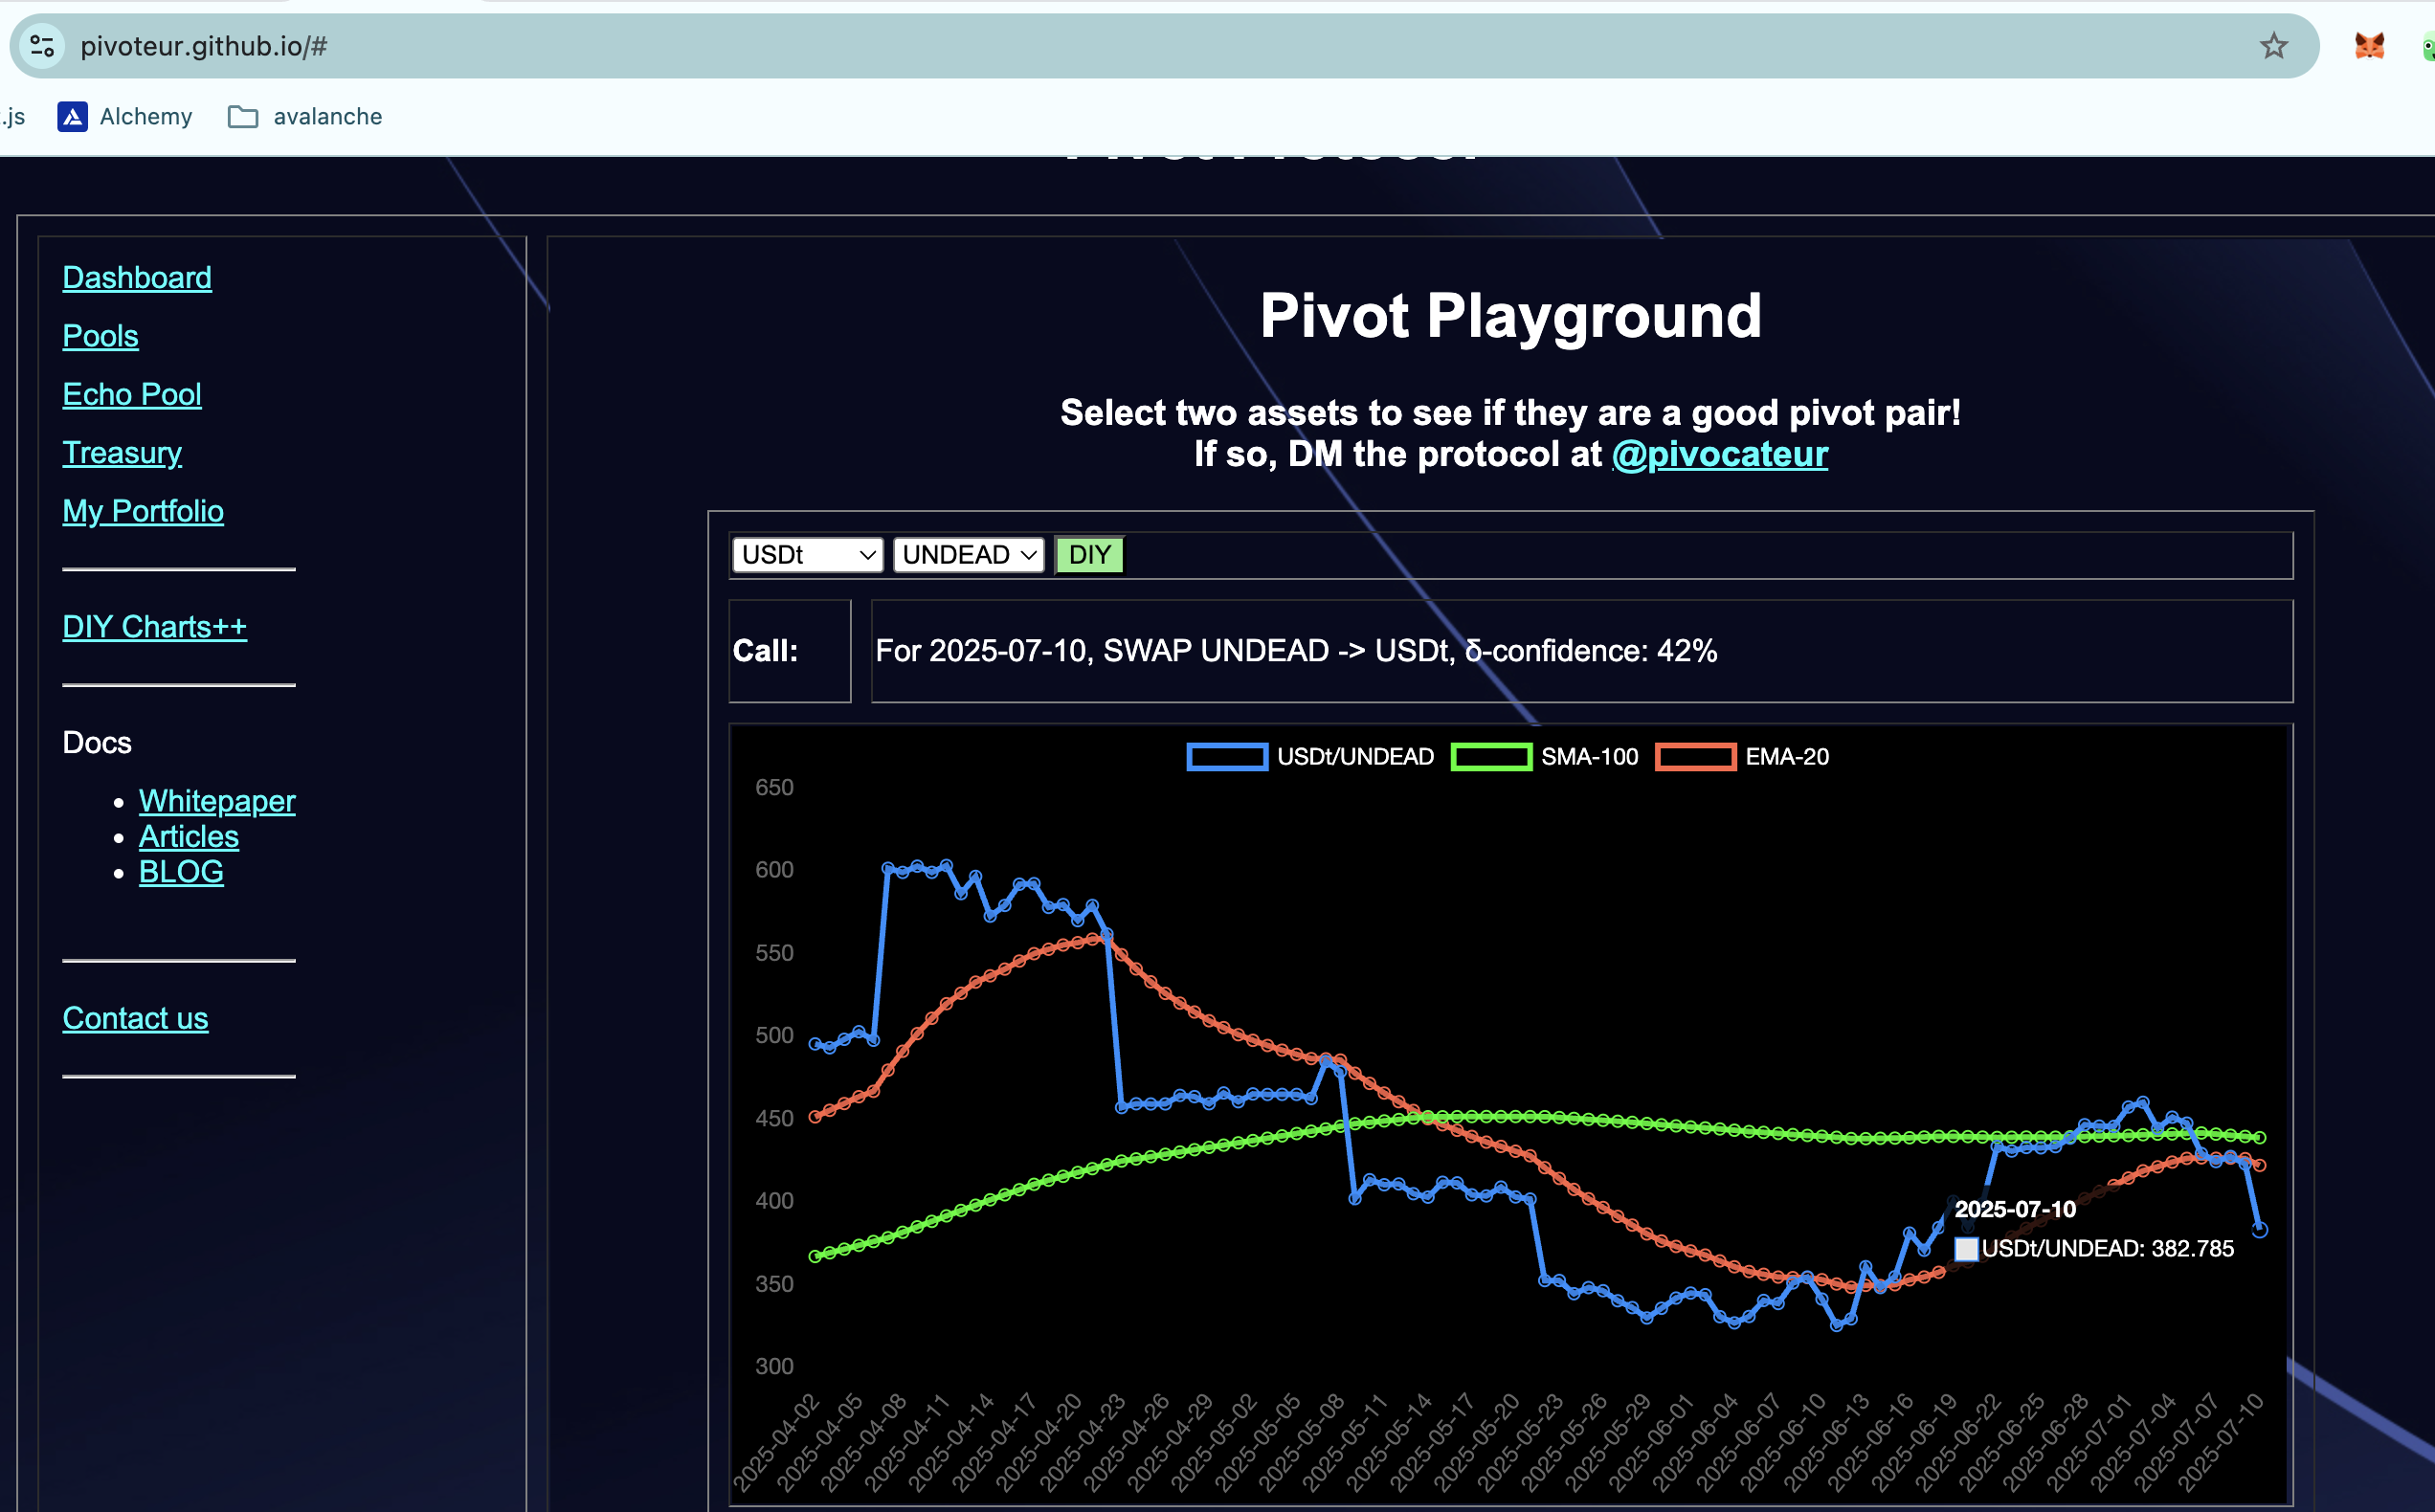 pivoteur.github.io/#
.js
Alchemy
avalanche
Dashboard
Pools
Echo Pool
Treasury
My Portfolio
DIY Charts++
Docs
Whitepaper
Articles
BLOG
Contact us
Pivot Playground
Select two assets to see if they are a good pivot pair!
If so, DM the protocol at @pivocateur
USDt UNDEAD DIY
Call: For 2025-07-10, SWAP UNDEAD -> USDt, δ-confidence: 42%
USDt/UNDEAD SMA-100 EMA-20
650
600
550
500
450
400
350
300
2025-07-10
USDt/UNDEAD: 382.785
2025-04-02
2025-04-05
2025-04-08
2025-04-11
2025-04-14
2025-04-17
2025-04-20
2025-04-23
2025-04-26
2025-04-29
2025-05-02
2025-05-05
2025-05-08
2025-05-11
2025-05-14
2025-05-17
2025-05-20
2025-05-23
2025-05-26
2025-05-29
2025-06-01
2025-06-04
2025-06-07
2025-06-10
2025-06-13
2025-06-16
2025-06-19
2025-06-22
2025-06-25
2025-06-28
2025-07-01
2025-07-04
2025-07-07
2025-07-10